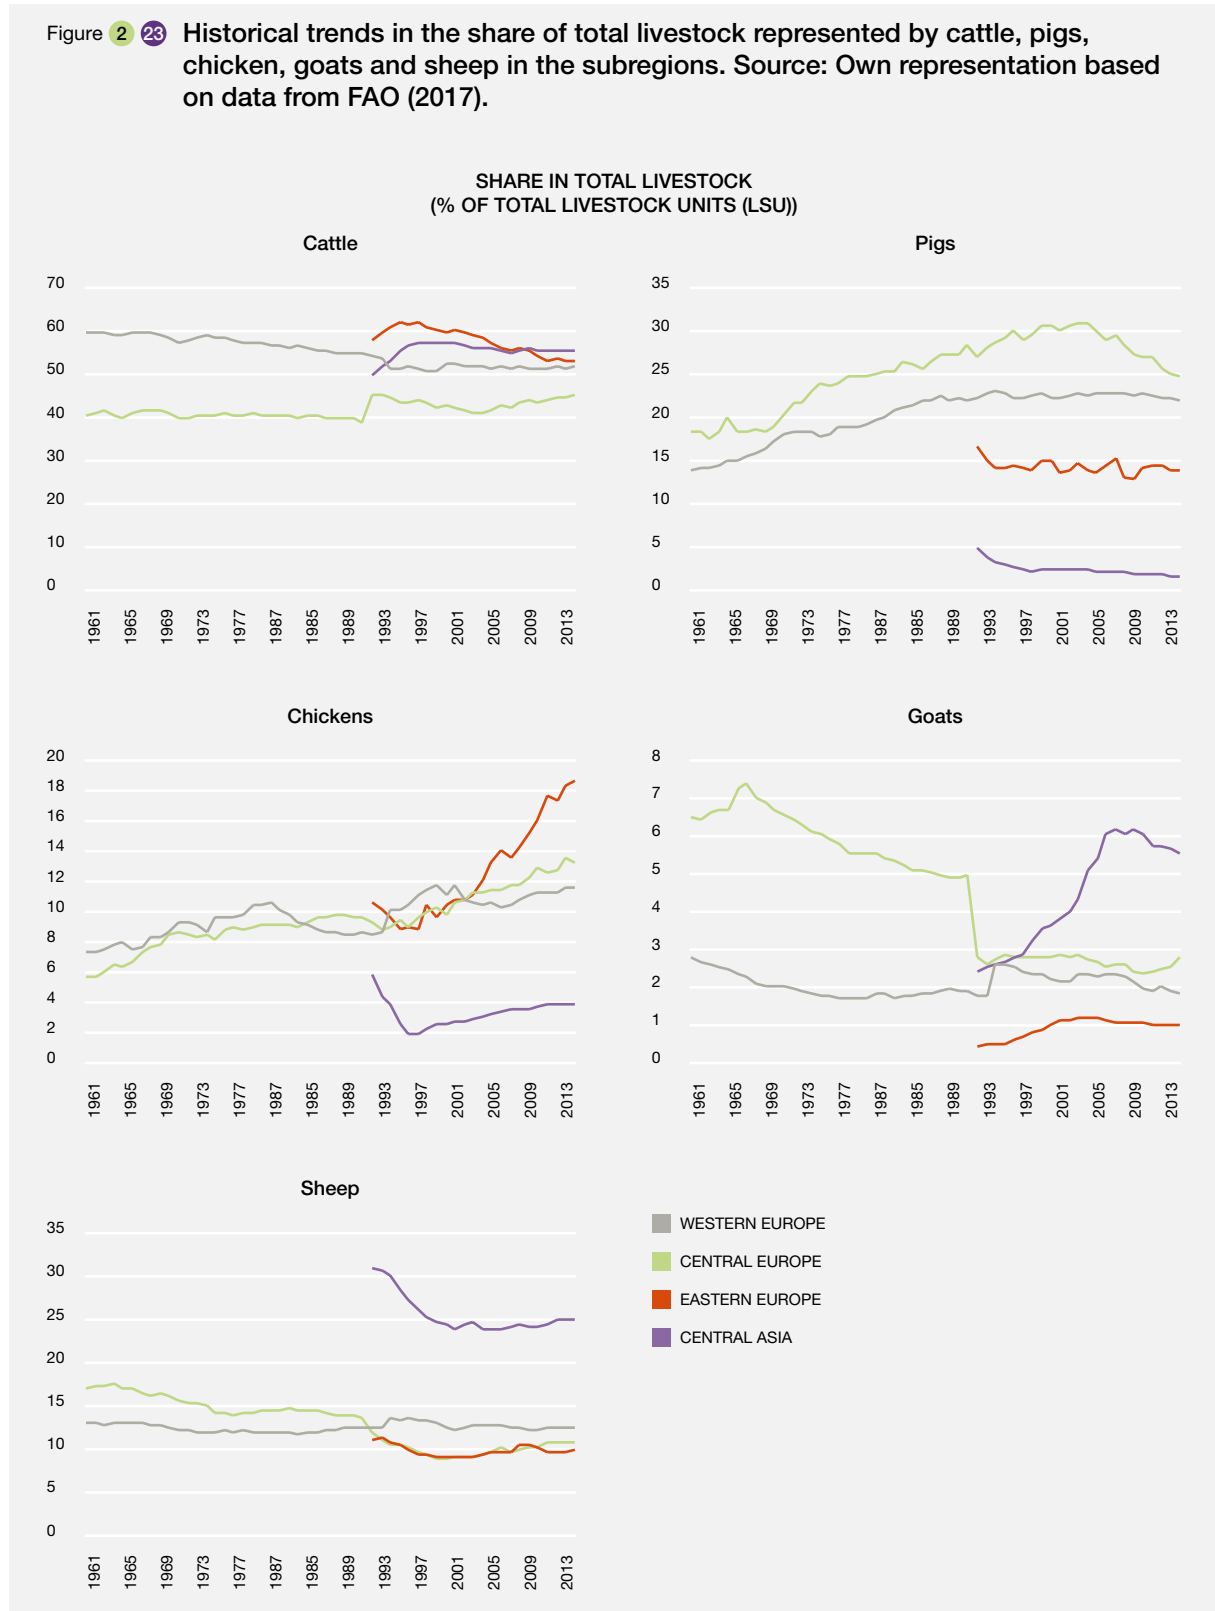 Figure 2 23 Historical trends in the share of total livestock represented by cattle, pigs,
chicken, goats and sheep in the subregions. Source: Own representation based
on data from FAO (2017).
SHARE IN TOTAL LIVESTOCK
(% OF TOTAL LIVESTOCK UNITS (LSU))
Cattle
70
60
50
40
30
20
10
0
1961 1965 1969 1973 1977 1987 1985 1989 1993 1997 2001 2005 2009 2013
Pigs
35
30
25
20
15
10
5
0
1961 1965 1969 1973 1977 1987 1985 1989 1993 1997 2001 2005 2009 2013
Chickens
20
18
16
14
12
10
8
6
4
2
0
1961 1965 1969 1973 1977 1987 1985 1989 1993 1997 2001 2005 2009 2013
Goats
8
7
6
5
4
3
2
1
0
1961 1965 1969 1973 1977 1987 1985 1989 1993 1997 2001 2005 2009 2013
Sheep
35
30
25
20
15
10
5
0
1961 1965 1969 1973 1977 1987 1985 1989 1993 1997 2001 2005 2009 2013
WESTERN EUROPE
CENTRAL EUROPE
EASTERN EUROPE
CENTRAL ASIA